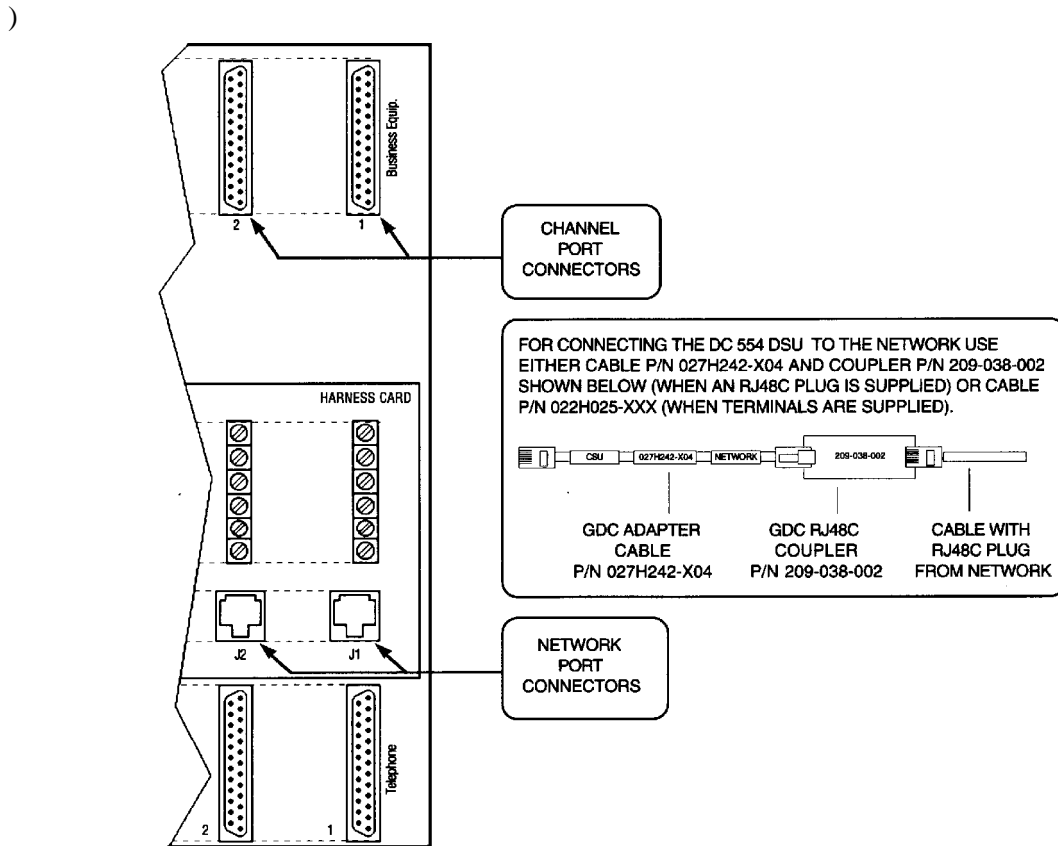 )
Business Equip.
2
1
CHANNEL
PORT
CONNECTORS
FOR CONNECTING THE DC 554 DSU TO THE NETWORK USE
EITHER CABLE P/N 027H242-X04 AND COUPLER P/N 209-038-002
SHOWN BELOW (WHEN AN RJ48C PLUG IS SUPPLIED) OR CABLE
P/N 022H025-XXX (WHEN TERMINALS ARE SUPPLIED).
HARNESS CARD
CSU
027H242-X04
NETWORK
209-038-002
GDC ADAPTER
CABLE
P/N 027H242-X04
GDC RJ48C
COUPLER
P/N 209-038-002
CABLE WITH
RJ48C PLUG
FROM NETWORK
J2
J1
NETWORK
PORT
CONNECTORS
Telephone
2
1